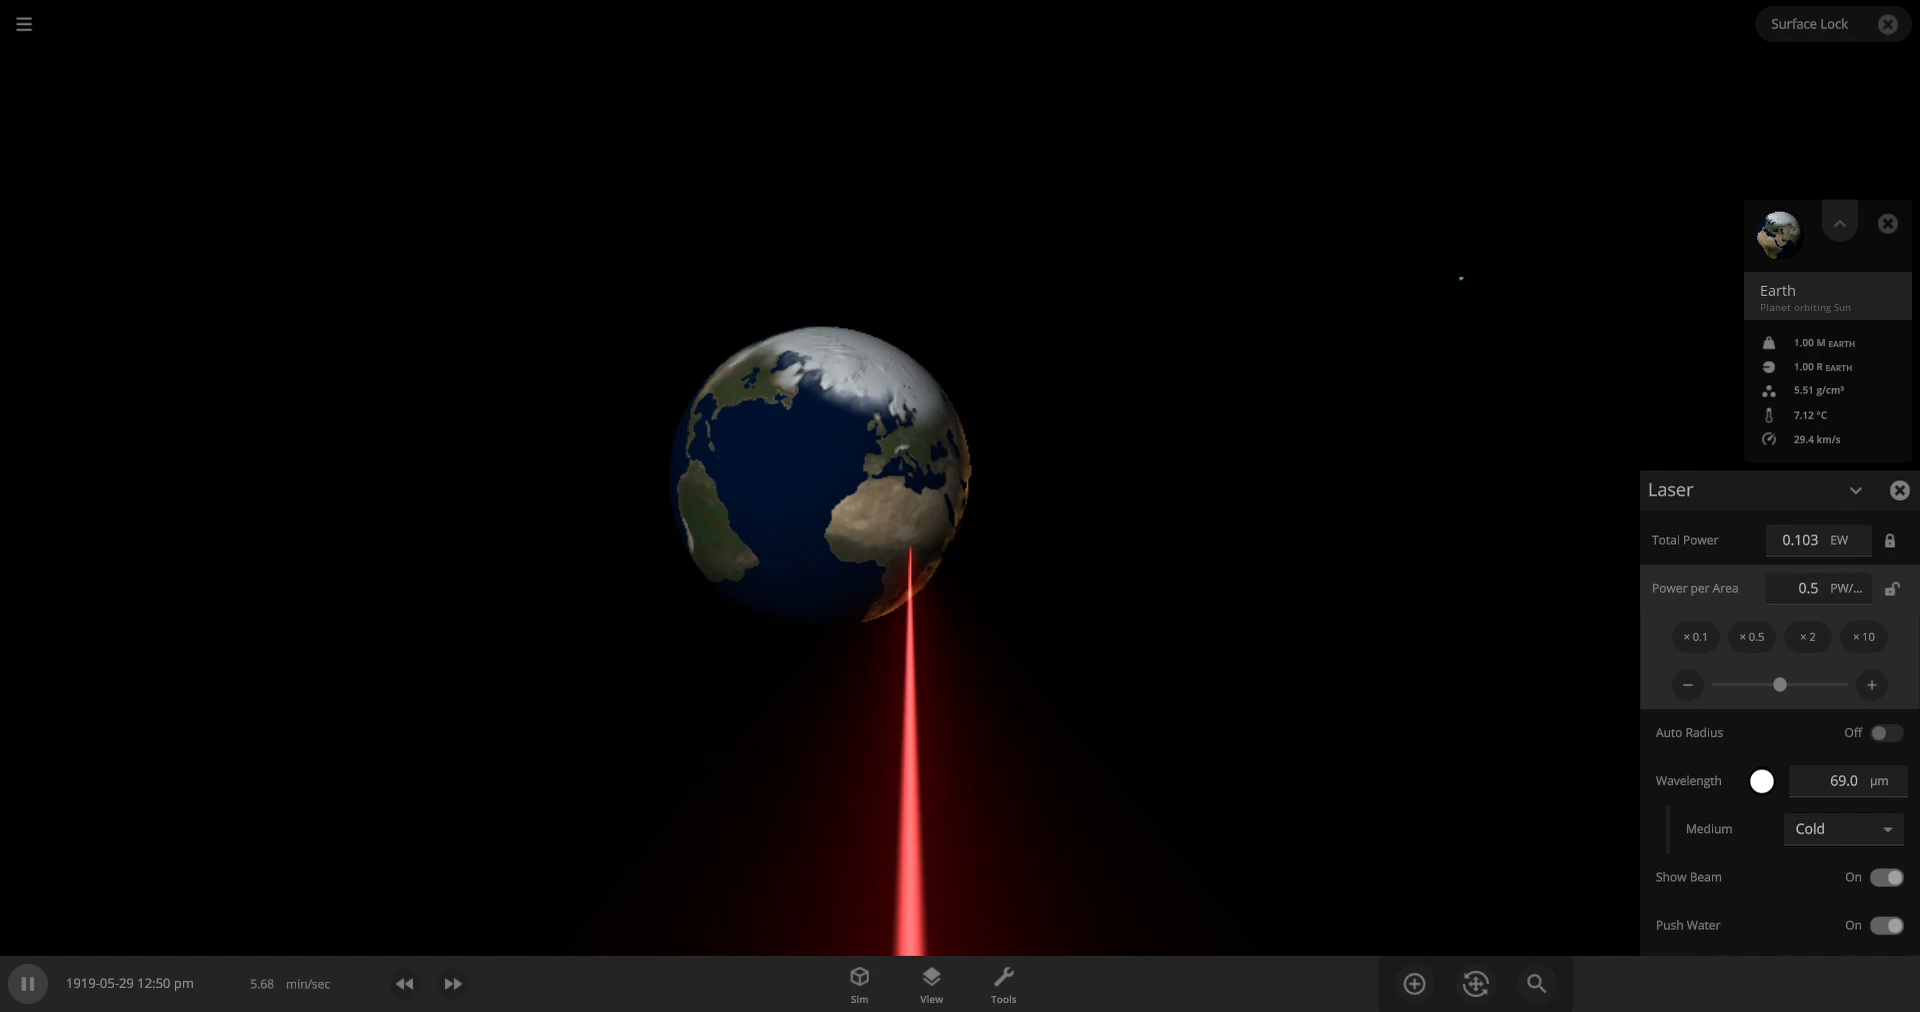 Surface Lock
Earth
Planet orbiting Sun
1.00 M EARTH
1.00 R EARTH
5.51 g/cm³
7.12 °C
29.4 km/s
Laser
Total Power 0.103 EW
Power per Area 0.5 PW/...
× 0.1 × 0.5 × 2 × 10
Auto Radius Off
Wavelength 69.0 µm
Medium Cold
Show Beam On
Push Water On
1919-05-29 12:50 pm 5.68 min/sec
Sim View Tools